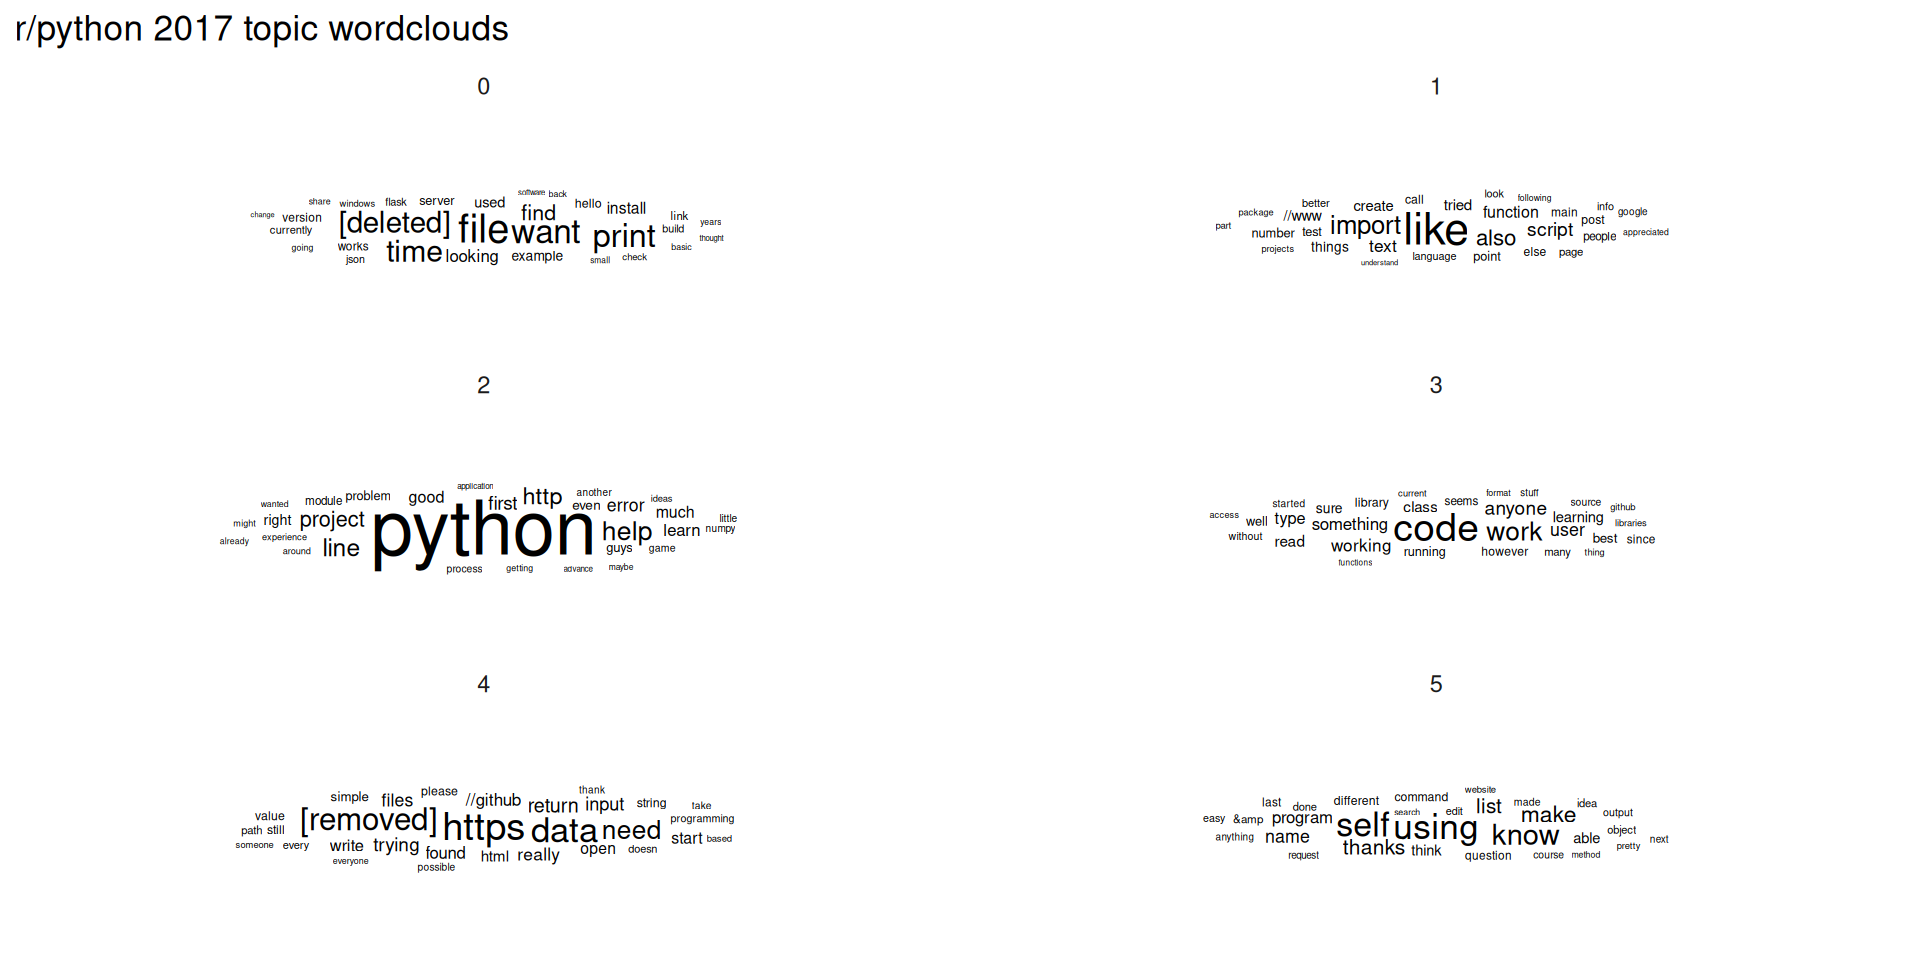 r/python 2017 topic wordclouds
0
software back
share windows flask server used hello install
change version [deleted] file want find print link years
currently build
going works time looking example basic thought
json small check
1
look following
better create call tried info google
package //www import like function main post
part number test also script people appreciated
projects things text language point else page
understand
2
application
wanted module problem good first http another even error ideas
might right project python help much learn little numpy
already experience line guys game
around process getting advance maybe
3
current seems format stuff
started sure library class anyone source github
access well type something code work user learning libraries
without read working running however many best since
functions thing
4
simple files please //github return input thank string take
value [removed] https data need programming
path still start based
someone every write trying found html really open doesn
everyone possible
5
website
last done different command search edit list made idea output
easy &amp program self using know make object
anything name thanks think able pretty next
request question course method